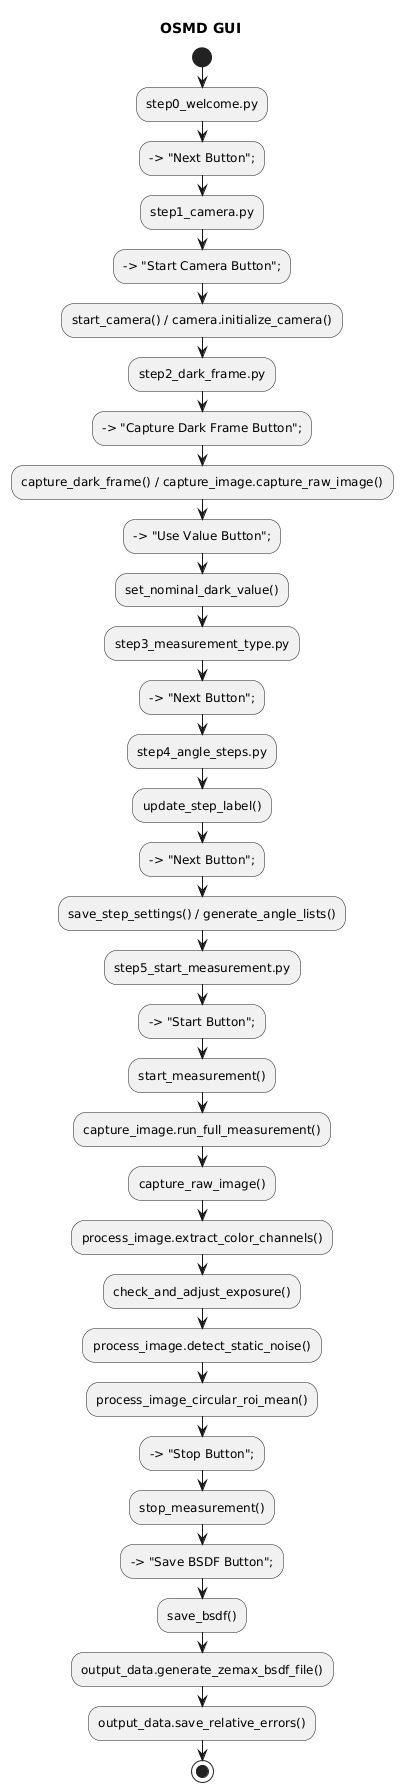 OSMD GUI
step0_welcome.py
-> "Next Button";
step1_camera.py
-> "Start Camera Button";
start_camera() / camera.initialize_camera()
step2_dark_frame.py
-> "Capture Dark Frame Button";
capture_dark_frame() / capture_image.capture_raw_image()
-> "Use Value Button";
set_nominal_dark_value()
step3_measurement_type.py
-> "Next Button";
step4_angle_steps.py
update_step_label()
-> "Next Button";
save_step_settings() / generate_angle_lists()
step5_start_measurement.py
-> "Start Button";
start_measurement()
capture_image.run_full_measurement()
capture_raw_image()
process_image.extract_color_channels()
check_and_adjust_exposure()
process_image.detect_static_noise()
process_image_circular_roi_mean()
-> "Stop Button";
stop_measurement()
-> "Save BSDF Button";
save_bsdf()
output_data.generate_zemax_bsdf_file()
output_data.save_relative_errors()